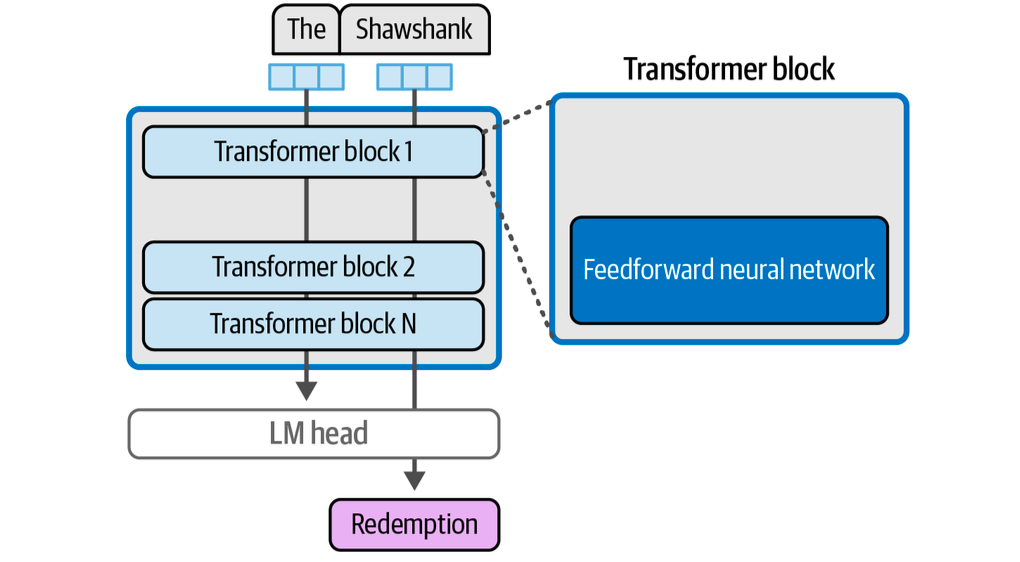 The Shawshank
Transformer block
Transformer block 1
Transformer block 2
Transformer block N
Feedforward neural network
LM head
Redemption